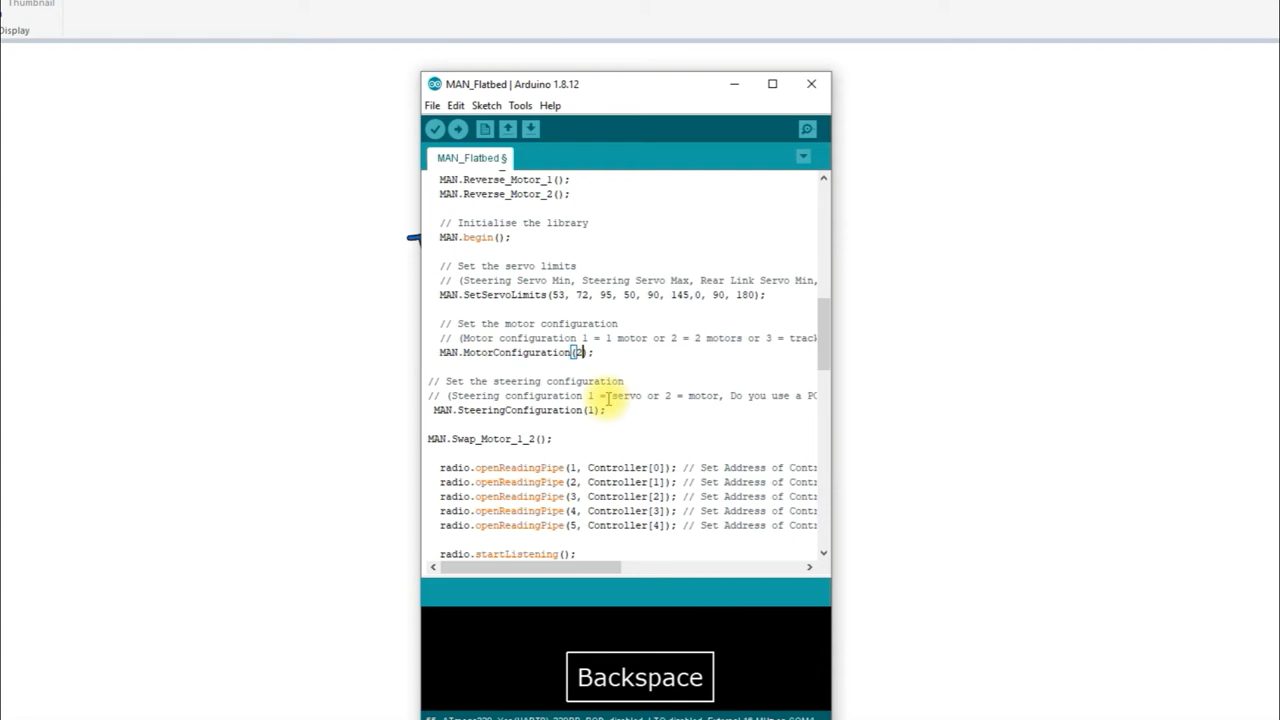 Thumbnail
Display
MAN_Flatbed | Arduino 1.8.12
File Edit Sketch Tools Help
MAN_Flatbed §
MAN.Reverse_Motor_1();
MAN.Reverse_Motor_2();
// Initialise the library
MAN.begin();
// Set the servo limits
// (Steering Servo Min, Steering Servo Max, Rear Link Servo Min,
MAN.SetServoLimits(53, 72, 95, 50, 90, 145,0, 90, 180);
// Set the motor configuration
// (Motor configuration 1 = 1 motor or 2 = 2 motors or 3 = track
MAN.MotorConfiguration(2);
// Set the steering configuration
// (Steering configuration 1 = servo or 2 = motor, Do you use a PO
MAN.SteeringConfiguration(1);
MAN.Swap_Motor_1_2();
radio.openReadingPipe(1, Controller[0]); // Set Address of Contr
radio.openReadingPipe(2, Controller[1]); // Set Address of Contr
radio.openReadingPipe(3, Controller[2]); // Set Address of Contr
radio.openReadingPipe(4, Controller[3]); // Set Address of Contr
radio.openReadingPipe(5, Controller[4]); // Set Address of Contr
radio.startListening();
Backspace